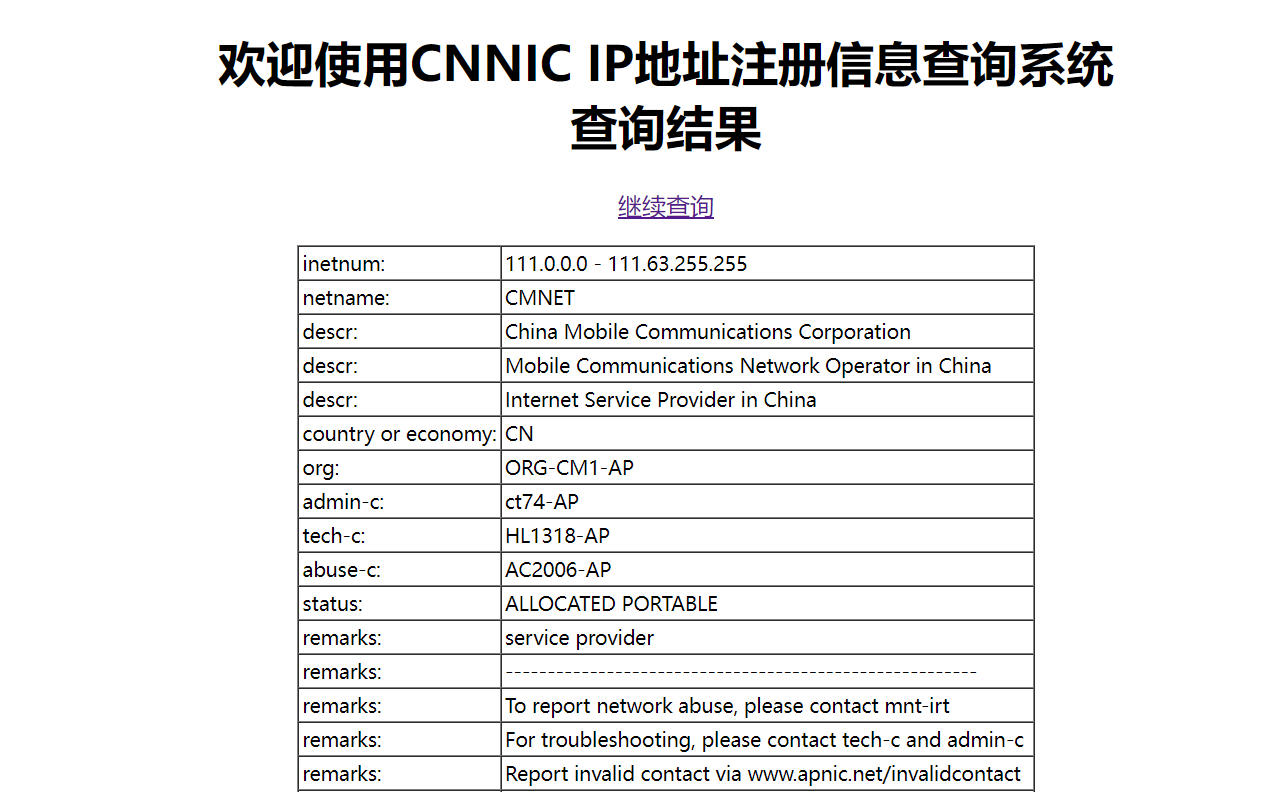 欢迎使用CNNIC IP地址注册信息查询系统
查询结果
继续查询
inetnum: 111.0.0.0 - 111.63.255.255
netname: CMNET
descr: China Mobile Communications Corporation
descr: Mobile Communications Network Operator in China
descr: Internet Service Provider in China
country or economy: CN
org: ORG-CM1-AP
admin-c: ct74-AP
tech-c: HL1318-AP
abuse-c: AC2006-AP
status: ALLOCATED PORTABLE
remarks: service provider
remarks: --------------------------------------------------------
remarks: To report network abuse, please contact mnt-irt
remarks: For troubleshooting, please contact tech-c and admin-c
remarks: Report invalid contact via www.apnic.net/invalidcontact